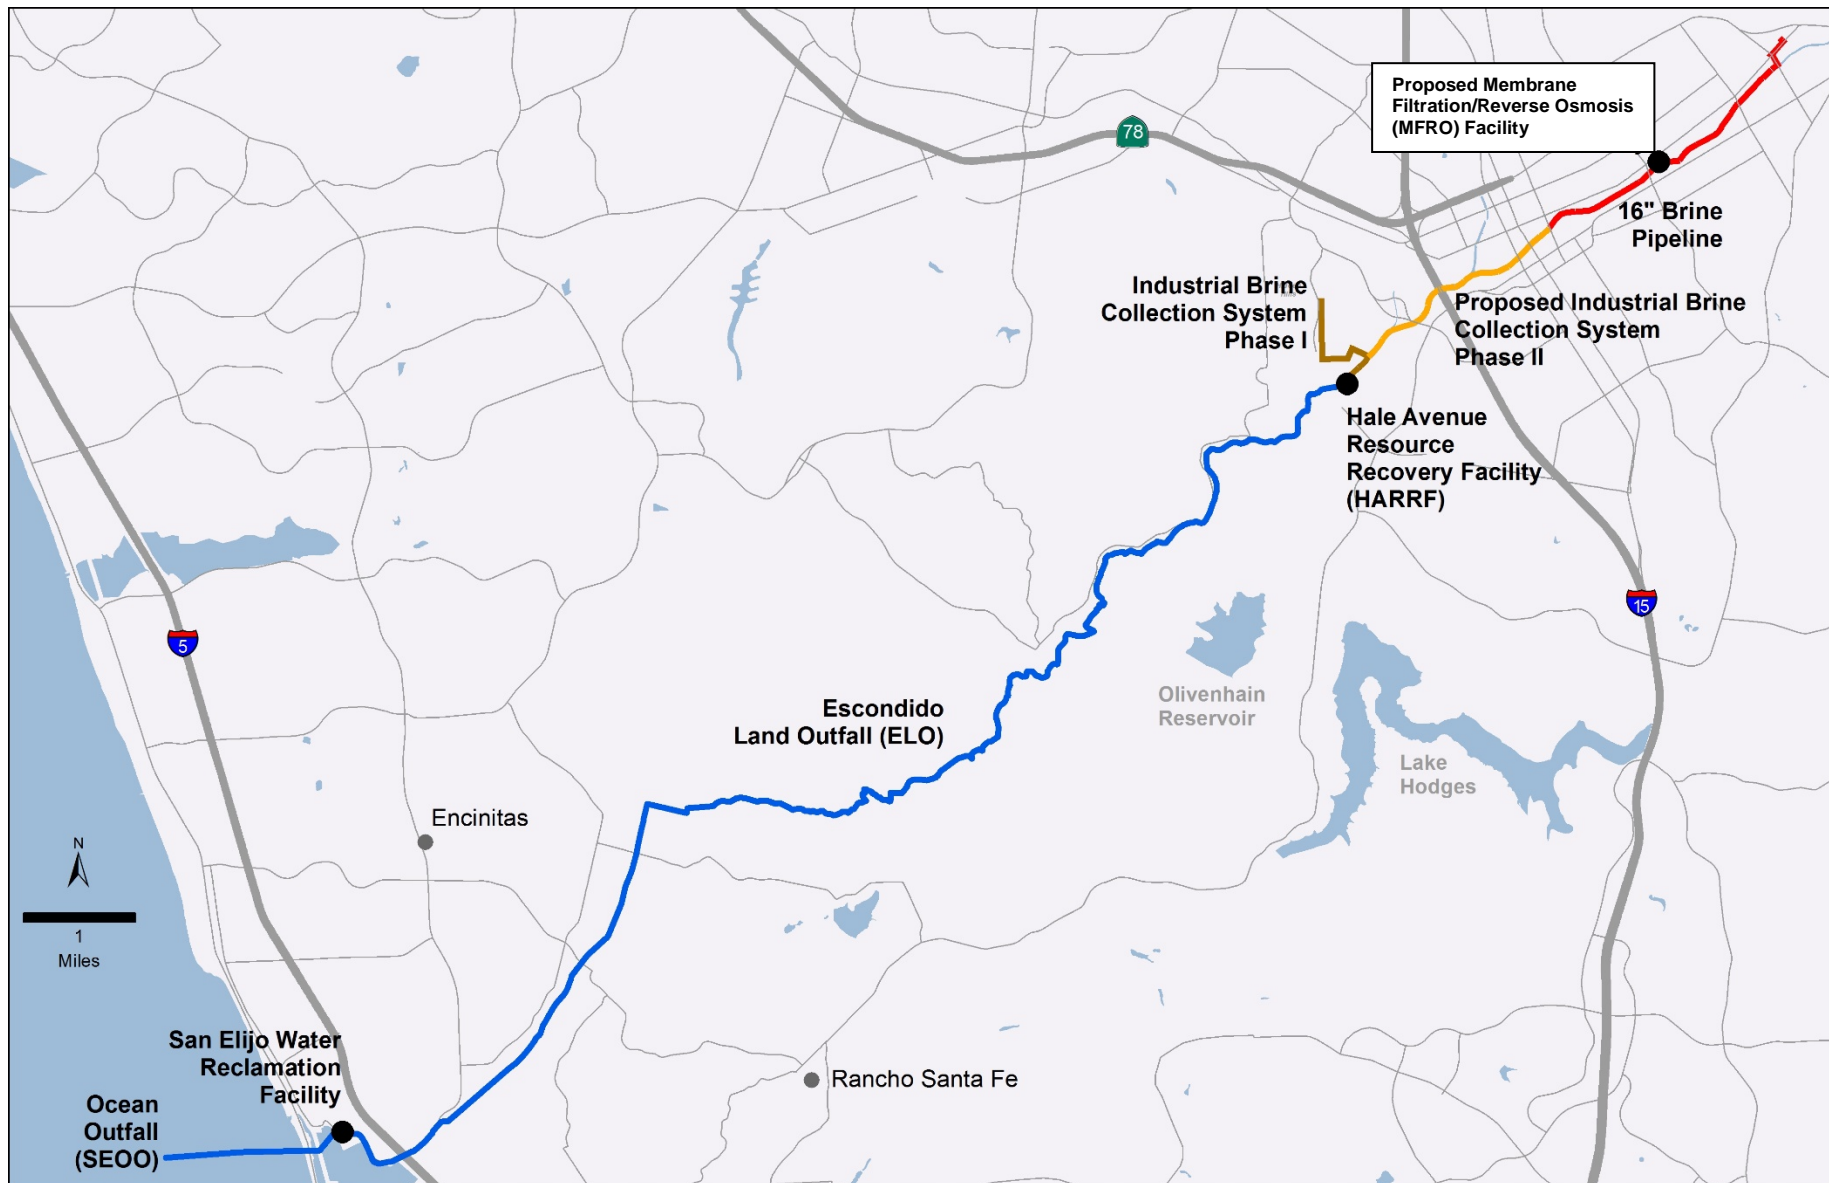 Proposed Membrane
Filtration/Reverse Osmosis
(MFRO) Facility
78
16" Brine
Pipeline
Industrial Brine
Collection System
Phase I
Proposed Industrial Brine
Collection System
Phase II
Hale Avenue
Resource
Recovery Facility
(HARRF)
15
5
Olivenhain
Reservoir
Escondido
Land Outfall (ELO)
Lake
Hodges
Encinitas
N
1
Miles
San Elijo Water
Reclamation
Facility
Rancho Santa Fe
Ocean
Outfall
(SEOO)